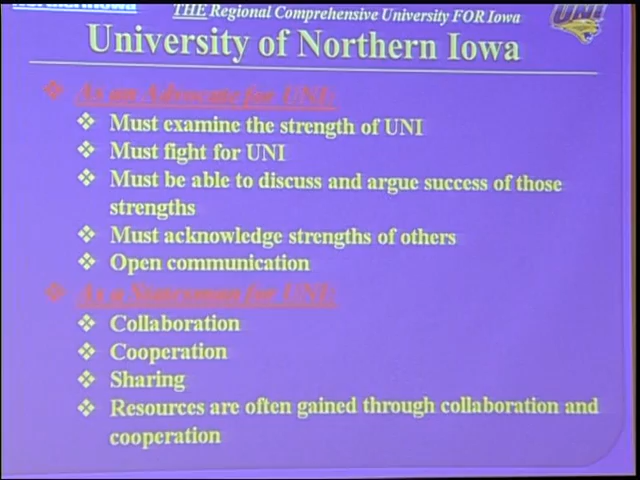 THE Regional Comprehensive University FOR Iowa
UNI
University of Northern Iowa
❖ As an Advocate for UNI:
❖ Must examine the strength of UNI
❖ Must fight for UNI
❖ Must be able to discuss and argue success of those
strengths
❖ Must acknowledge strengths of others
❖ Open communication
❖ As a Statesman for UNI:
❖ Collaboration
❖ Cooperation
❖ Sharing
❖ Resources are often gained through collaboration and
cooperation